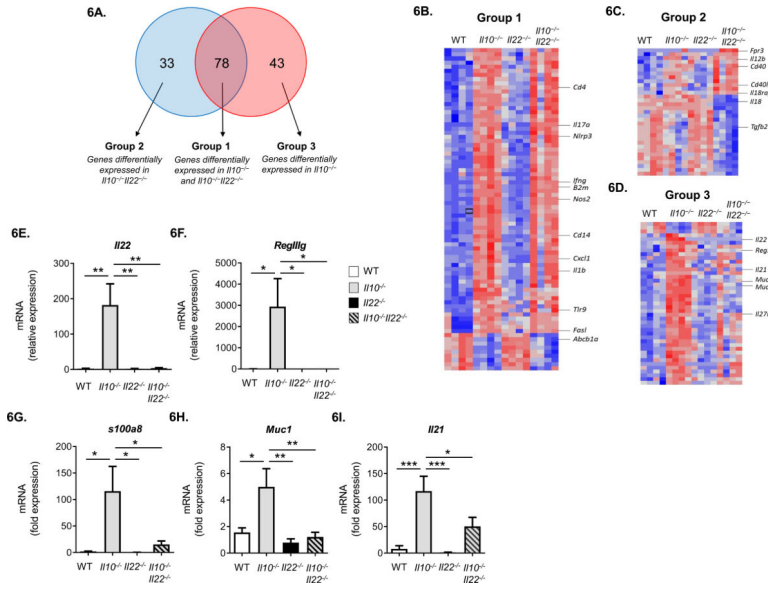 6A.
33
78
43
Group 2
Genes differentially
expressed in
Il10⁻/⁻Il22⁻/⁻
Group 1
Genes differentially
expressed in Il10⁻/⁻
and Il10⁻/⁻Il22⁻/⁻
Group 3
Genes differentially
expressed in Il10⁻/⁻
6B.
Group 1
WT Il10⁻/⁻ Il22⁻/⁻ Il10⁻/⁻
Il22⁻/⁻
Cd4
Il17a
Nlrp3
Ifng
B2m
Nos2
Cd14
Cxcl1
Il1b
Tlr9
Fasl
Abcb1a
6C.
Group 2
WT Il10⁻/⁻ Il22⁻/⁻ Il10⁻/⁻
Il22⁻/⁻
Fpr3
Il12b
Cd40
Cd40l
Il18ra
Il18
Tgfb2
6D.
Group 3
WT Il10⁻/⁻ Il22⁻/⁻ Il10⁻/⁻
Il22⁻/⁻
Il22
Reg
Il21
Muc
Muc
Il27
6E.
Il22
mRNA
(relative expression)
300
200
100
0
**
**
**
WT Il10⁻/⁻ Il22⁻/⁻ Il10⁻/⁻
Il22⁻/⁻
6F.
RegIIIg
mRNA
(relative expression)
5000
4000
3000
2000
1000
0
*
*
*
WT Il10⁻/⁻ Il22⁻/⁻ Il10⁻/⁻
Il22⁻/⁻
WT
Il10⁻/⁻
Il22⁻/⁻
Il10⁻/⁻Il22⁻/⁻
6G.
s100a8
mRNA
(fold expression)
200
150
100
50
0
*
*
*
WT Il10⁻/⁻ Il22⁻/⁻ Il10⁻/⁻
Il22⁻/⁻
6H.
Muc1
mRNA
(fold expression)
8
6
4
2
0
**
*
**
WT Il10⁻/⁻ Il22⁻/⁻ Il10⁻/⁻
Il22⁻/⁻
6I.
Il21
mRNA
(fold expression)
200
150
100
50
0
*
***
***
WT Il10⁻/⁻ Il22⁻/⁻ Il10⁻/⁻
Il22⁻/⁻